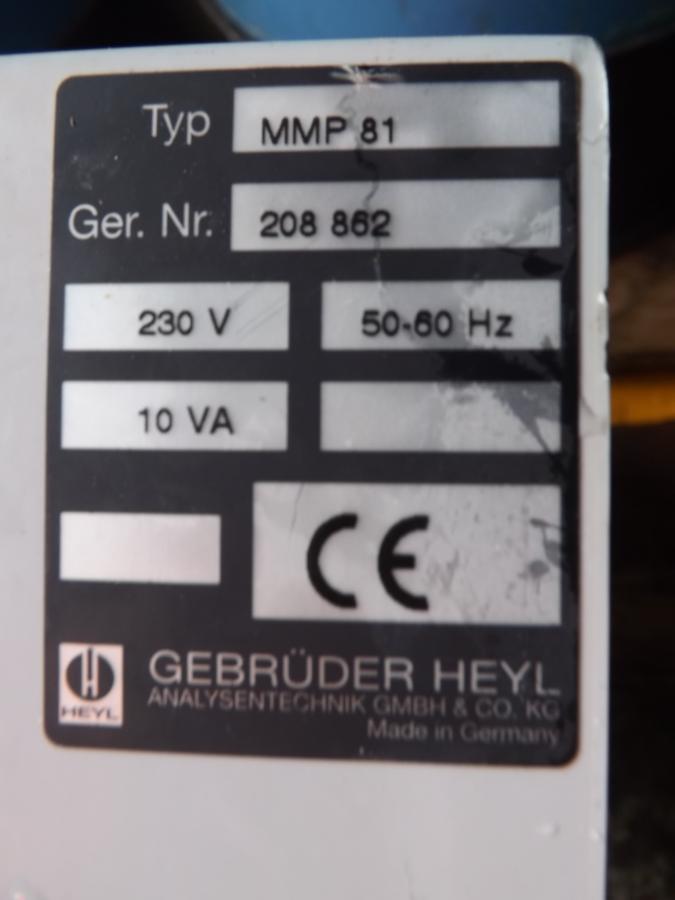 Typ MMP 81
Ger. Nr. 208 862
230 V 50-60 Hz
10 VA
CE
HEYL
GEBRÜDER HEYL
ANALYSENTECHNIK GMBH & CO. KG
Made in Germany